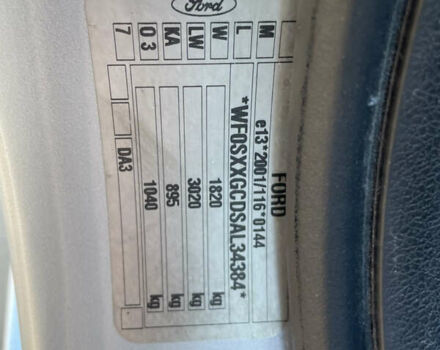 Ford
FORD
e13*2001/116*0144
*WF0SXXGCDSAL34384*
1820 kg
3020 kg
895 kg
1040 kg
DA3
M
L
W
LW
KA
0 3
7